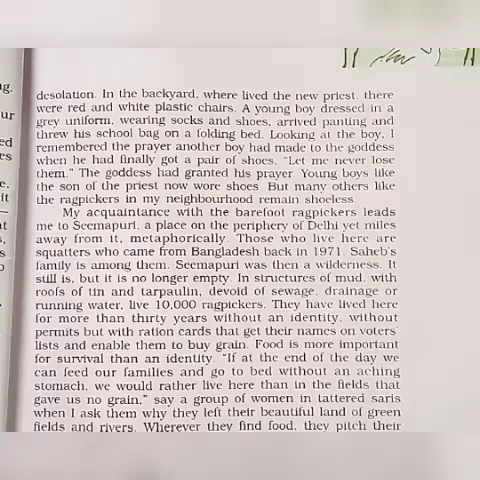 desolation. In the backyard, where lived the new priest, there
were red and white plastic chairs. A young boy dressed in a
grey uniform, wearing socks and shoes, arrived panting and
threw his school bag on a folding bed. Looking at the boy, I
remembered the prayer another boy had made to the goddess
when he had finally got a pair of shoes, “Let me never lose
them.” The goddess had granted his prayer. Young boys like
the son of the priest now wore shoes. But many others like
the ragpickers in my neighbourhood remain shoeless.
My acquaintance with the barefoot ragpickers leads
me to Seemapuri, a place on the periphery of Delhi yet miles
away from it, metaphorically. Those who live here are
squatters who came from Bangladesh back in 1971. Saheb’s
family is among them. Seemapuri was then a wilderness. It
still is, but it is no longer empty. In structures of mud, with
roofs of tin and tarpaulin, devoid of sewage, drainage or
running water, live 10,000 ragpickers. They have lived here
for more than thirty years without an identity, without
permits but with ration cards that get their names on voters’
lists and enable them to buy grain. Food is more important
for survival than an identity. “If at the end of the day we
can feed our families and go to bed without an aching
stomach, we would rather live here than in the fields that
gave us no grain,” say a group of women in tattered saris
when I ask them why they left their beautiful land of green
fields and rivers. Wherever they find food, they pitch their